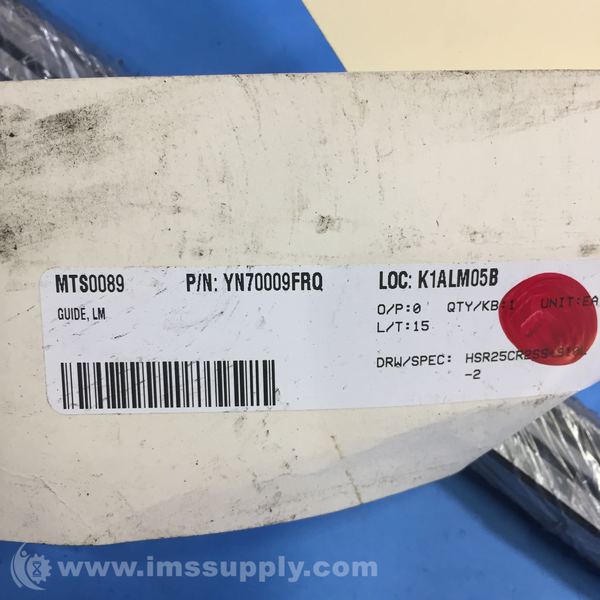 MTS0089 P/N: YN70009FRQ LOC: K1ALM05B
GUIDE, LM O/P:0 QTY/KB:1 UNIT:EA
L/T:15
DRW/SPEC:
-2
www.imssupply.com